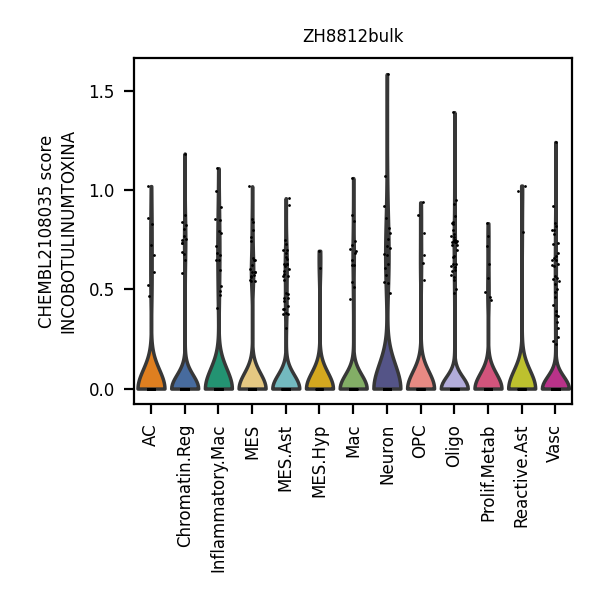 ZH8812bulk
CHEMBL2108035 score
INCOBOTULINUMTOXINA
1.5
1.0
0.5
0.0
AC
Chromatin.Reg
Inflammatory.Mac
MES
MES.Ast
MES.Hyp
Mac
Neuron
OPC
Oligo
Prolif.Metab
Reactive.Ast
Vasc